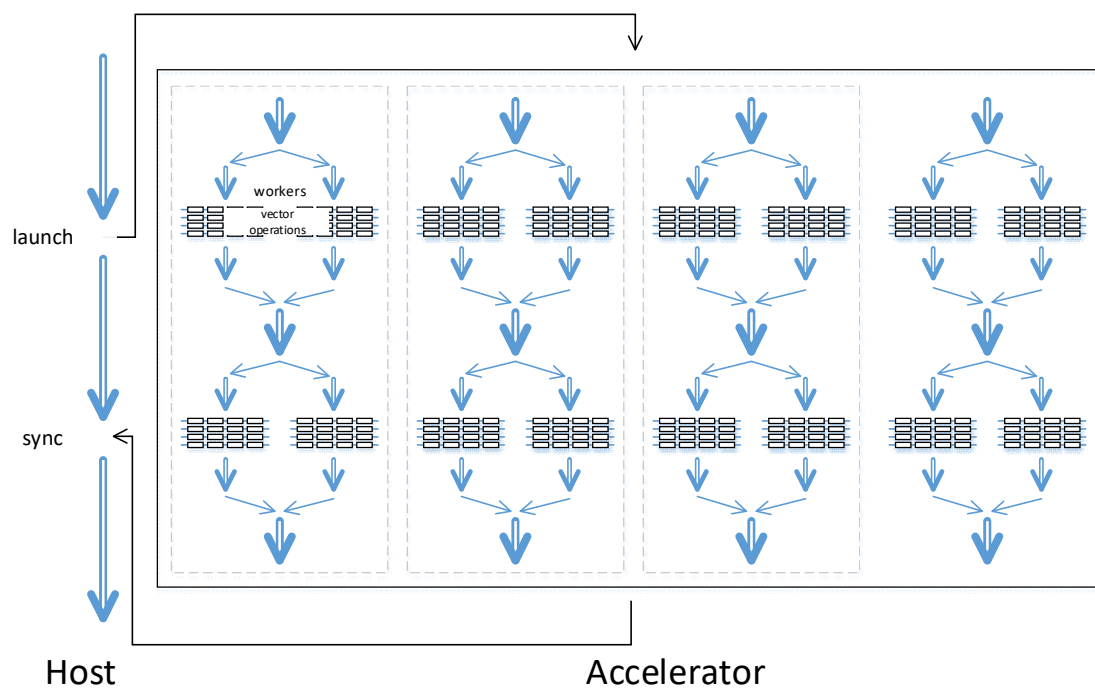 workers
vector
operations
launch
sync
Host
Accelerator